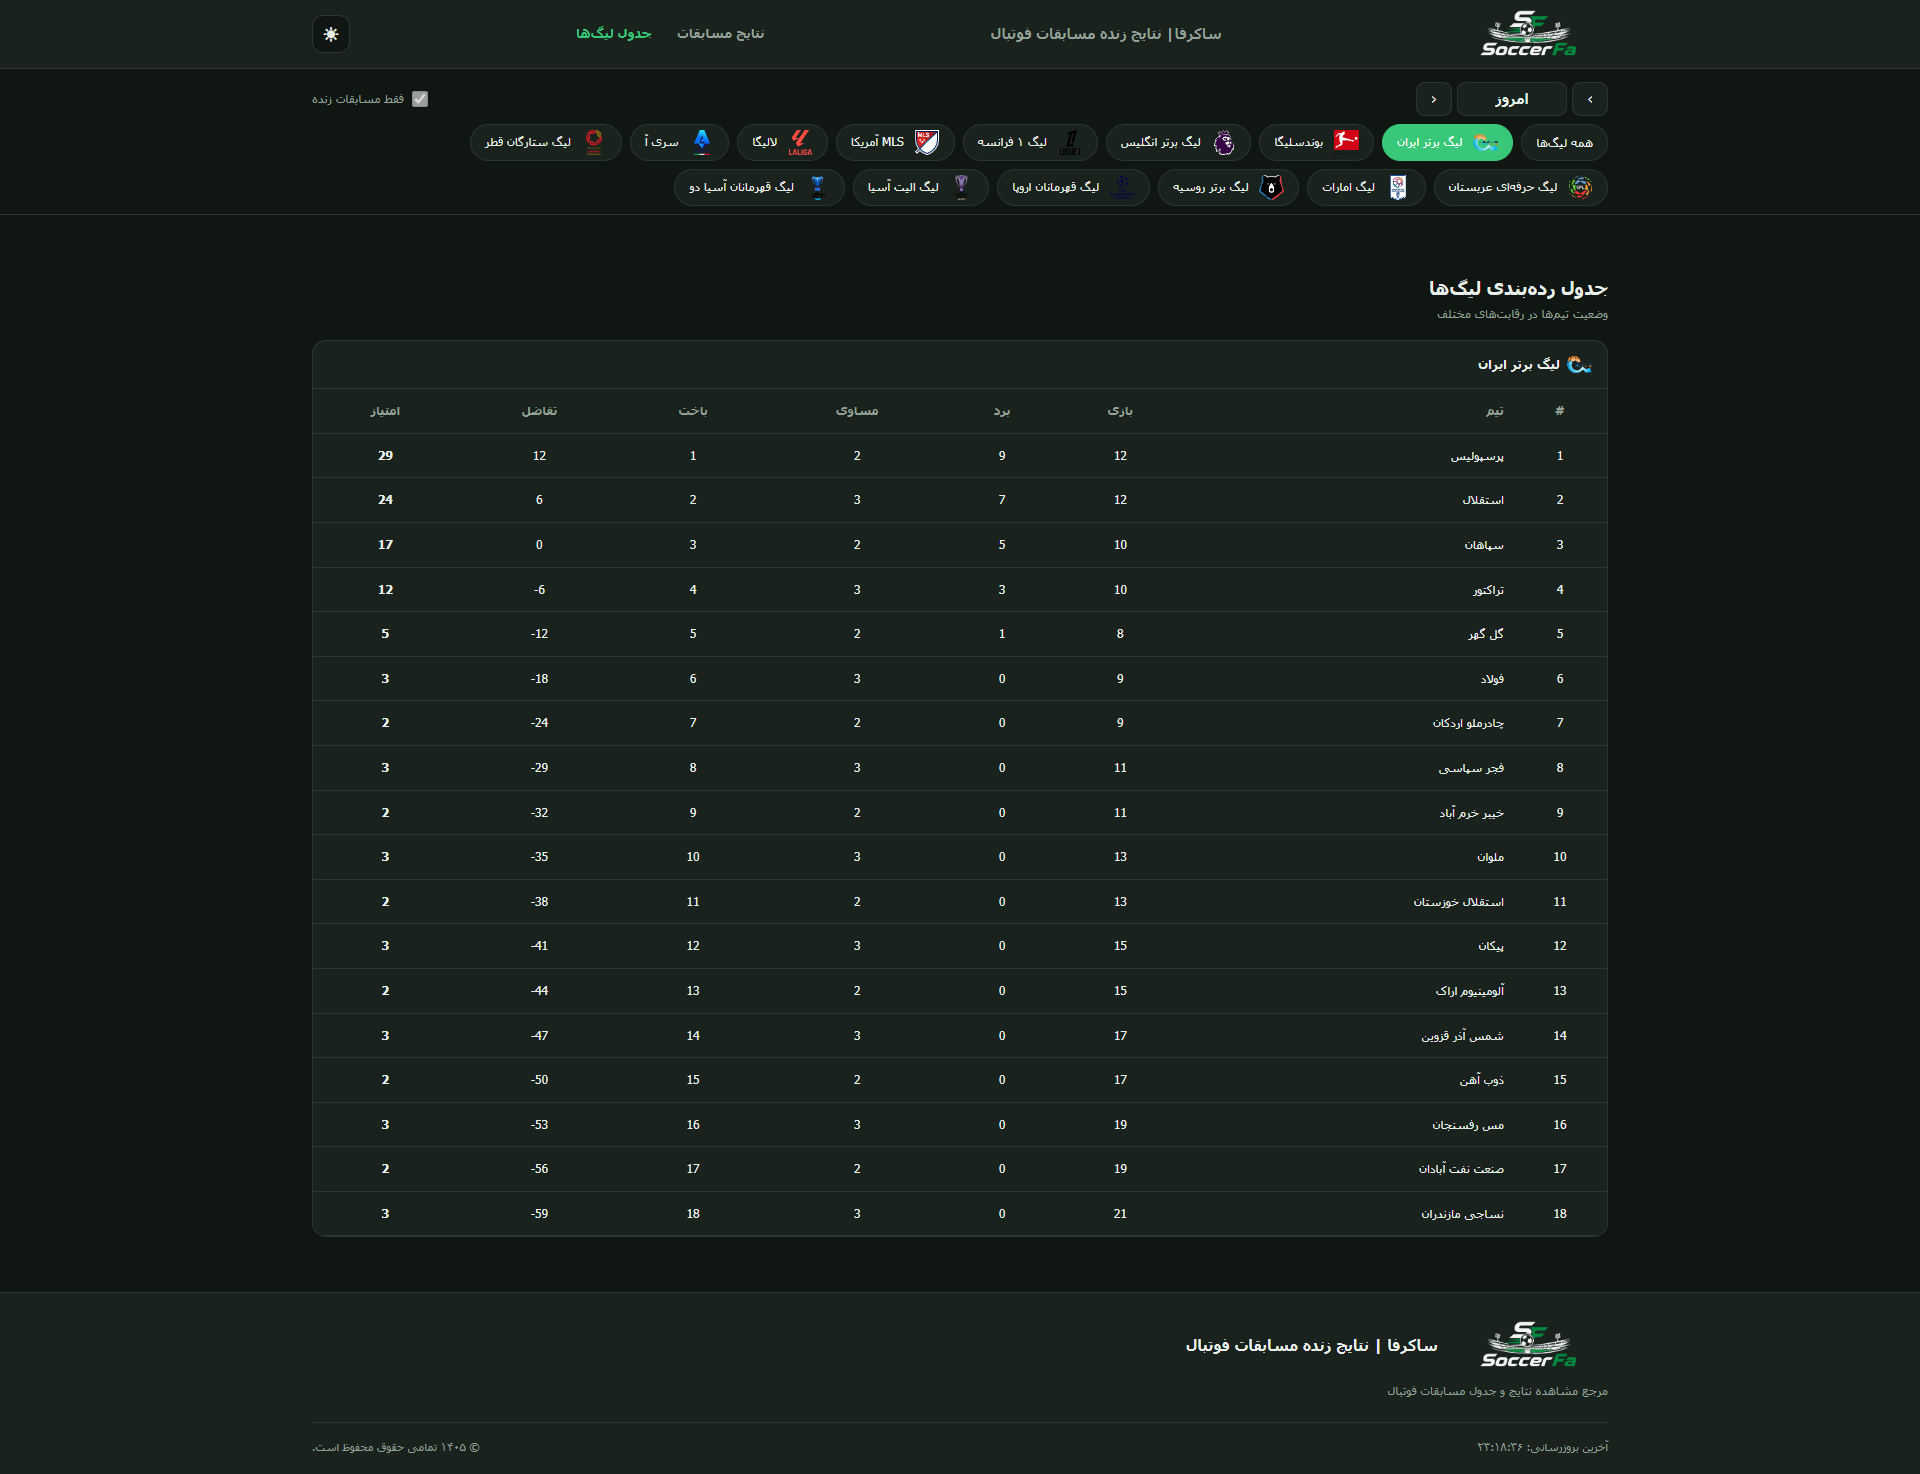 SF
SoccerFa
ساکرفا | نتایج زنده مسابقات فوتبال
نتایج مسابقات
جدول لیگ‌ها
امروز
فقط مسابقات زنده
همه لیگ‌ها
لیگ برتر ایران
بوندسلیگا
لیگ برتر انگلیس
لیگ ۱ فرانسه
MLS آمریکا
لالیگا
سری آ
لیگ ستارگان قطر
لیگ حرفه‌ای عربستان
لیگ امارات
لیگ برتر روسیه
لیگ قهرمانان اروپا
لیگ الیت آسیا
لیگ قهرمانان آسیا دو
جدول رده‌بندی لیگ‌ها
وضعیت تیم‌ها در رقابت‌های مختلف
لیگ برتر ایران
# تیم بازی برد مساوی باخت تفاضل امتیاز
1 پرسپولیس 12 9 2 1 12 29
2 استقلال 12 7 3 2 6 24
3 سپاهان 10 5 2 3 0 17
4 تراکتور 10 3 3 4 -6 12
5 گل گهر 8 1 2 5 -12 5
6 فولاد 9 0 3 6 -18 3
7 چادرملو اردکان 9 0 2 7 -24 2
8 فجر سپاسی 11 0 3 8 -29 3
9 خیبر خرم آباد 11 0 2 9 -32 2
10 ملوان 13 0 3 10 -35 3
11 استقلال خوزستان 13 0 2 11 -38 2
12 پیکان 15 0 3 12 -41 3
13 آلومینیوم اراک 15 0 2 13 -44 2
14 شمس آذر قزوین 17 0 3 14 -47 3
15 ذوب آهن 17 0 2 15 -50 2
16 مس رفسنجان 19 0 3 16 -53 3
17 صنعت نفت آبادان 19 0 2 17 -56 2
18 نساجی مازندران 21 0 3 18 -59 3
SF
SoccerFa
ساکرفا | نتایج زنده مسابقات فوتبال
مرجع مشاهده نتایج و جدول مسابقات فوتبال
آخرین بروزرسانی: ۲۳:۱۸:۳۶
© ۱۴۰۵ تمامی حقوق محفوظ است.